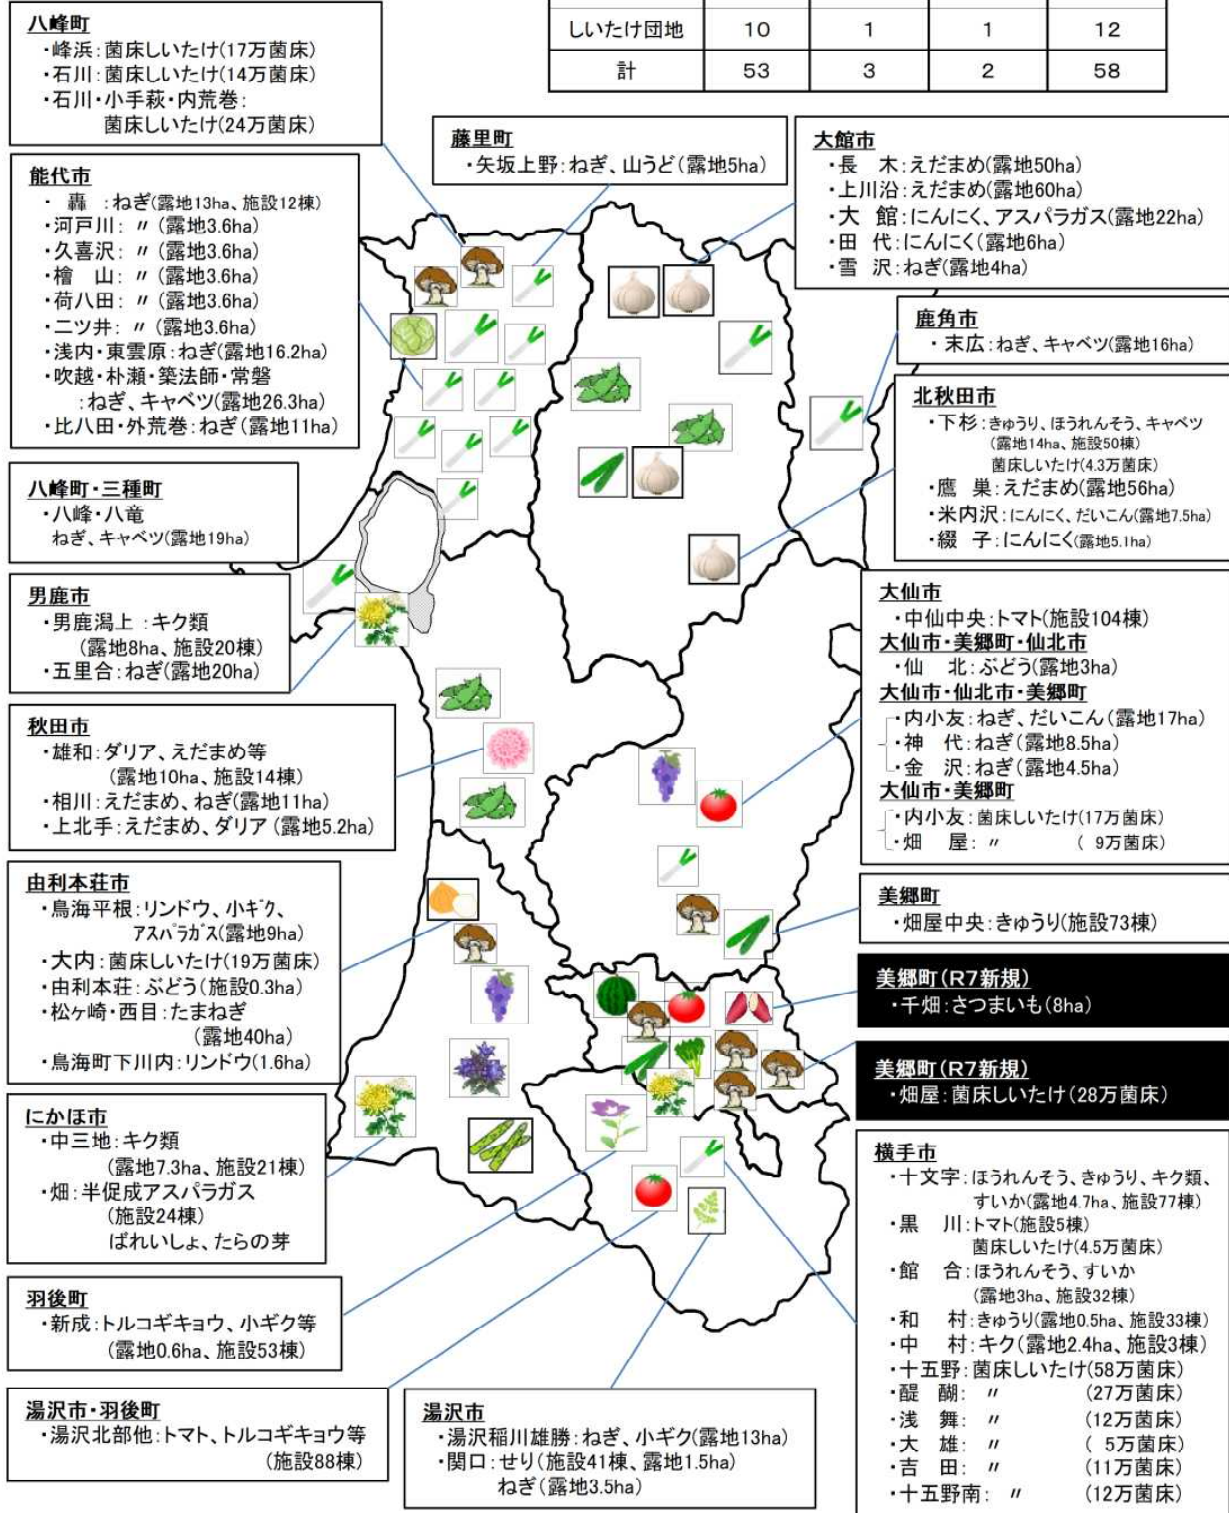 しいたけ団地 10 1 1 12
計 53 3 2 58
八峰町
・峰浜:菌床しいたけ(17万菌床)
・石川:菌床しいたけ(14万菌床)
・石川・小手萩・内荒巻:
菌床しいたけ(24万菌床)
藤里町
・矢坂上野:ねぎ、山うど(露地5ha)
大館市
・長 木:えだまめ(露地50ha)
・上川沿:えだまめ(露地60ha)
・大 館:にんにく、アスパラガス(露地22ha)
・田 代:にんにく(露地6ha)
・雪 沢:ねぎ(露地4ha)
能代市
・ 轟 :ねぎ(露地13ha、施設12棟)
・河戸川: 〃 (露地3.6ha)
・久喜沢: 〃 (露地3.6ha)
・檜 山: 〃 (露地3.6ha)
・荷八田: 〃 (露地3.6ha)
・二ツ井: 〃 (露地3.6ha)
・浅内・東雲原:ねぎ(露地16.2ha)
・吹越・朴瀬・築法師・常磐
:ねぎ、キャベツ(露地26.3ha)
・比八田・外荒巻:ねぎ(露地11ha)
鹿角市
・末広:ねぎ、キャベツ(露地16ha)
北秋田市
・下杉:きゅうり、ほうれんそう、キャベツ
(露地14ha、施設50棟)
菌床しいたけ(4.3万菌床)
・鷹 巣:えだまめ(露地56ha)
・米内沢:にんにく、だいこん(露地7.5ha)
・綴 子:にんにく(露地5.1ha)
八峰町・三種町
・八峰・八竜
ねぎ、キャベツ(露地19ha)
男鹿市
・男鹿潟上 :キク類
(露地8ha、施設20棟)
・五里合:ねぎ(露地20ha)
大仙市
・中仙中央:トマト(施設104棟)
大仙市・美郷町・仙北市
・仙 北:ぶどう(露地3ha)
大仙市・仙北市・美郷町
・内小友:ねぎ、だいこん(露地17ha)
・神 代:ねぎ(露地8.5ha)
・金 沢:ねぎ(露地4.5ha)
大仙市・美郷町
・内小友:菌床しいたけ(17万菌床)
・畑 屋: 〃 ( 9万菌床)
秋田市
・雄和:ダリア、えだまめ等
(露地10ha、施設14棟)
・相川:えだまめ、ねぎ(露地11ha)
・上北手:えだまめ、ダリア (露地5.2ha)
由利本荘市
・鳥海平根:リンドウ、小ギク、
アスパラガス(露地9ha)
・大内:菌床しいたけ(19万菌床)
・由利本荘:ぶどう(施設0.3ha)
・松ヶ崎・西目:たまねぎ
(露地40ha)
・鳥海町下川内:リンドウ(1.6ha)
美郷町
・畑屋中央:きゅうり(施設73棟)
美郷町(R7新規)
・千畑:さつまいも(8ha)
美郷町(R7新規)
・畑屋:菌床しいたけ(28万菌床)
にかほ市
・中三地:キク類
(露地7.3ha、施設21棟)
・畑:半促成アスパラガス
(施設24棟)
ばれいしょ、たらの芽
横手市
・十文字:ほうれんそう、きゅうり、キク類、
すいか(露地4.7ha、施設77棟)
・黒 川:トマト(施設5棟)
菌床しいたけ(4.5万菌床)
・館 合:ほうれんそう、すいか
(露地3ha、施設32棟)
・和 村:きゅうり(露地0.5ha、施設33棟)
・中 村:キク(露地2.4ha、施設3棟)
・十五野:菌床しいたけ(58万菌床)
・醍 醐: 〃 (27万菌床)
・浅 舞: 〃 (12万菌床)
・大 雄: 〃 ( 5万菌床)
・吉 田: 〃 (11万菌床)
・十五野南: 〃 (12万菌床)
羽後町
・新成:トルコギキョウ、小ギク等
(露地0.6ha、施設53棟)
湯沢市・羽後町
・湯沢北部他:トマト、トルコギキョウ等
(施設88棟)
湯沢市
・湯沢稲川雄勝:ねぎ、小ギク(露地13ha)
・関口:せり(施設41棟、露地1.5ha)
ねぎ(露地3.5ha)